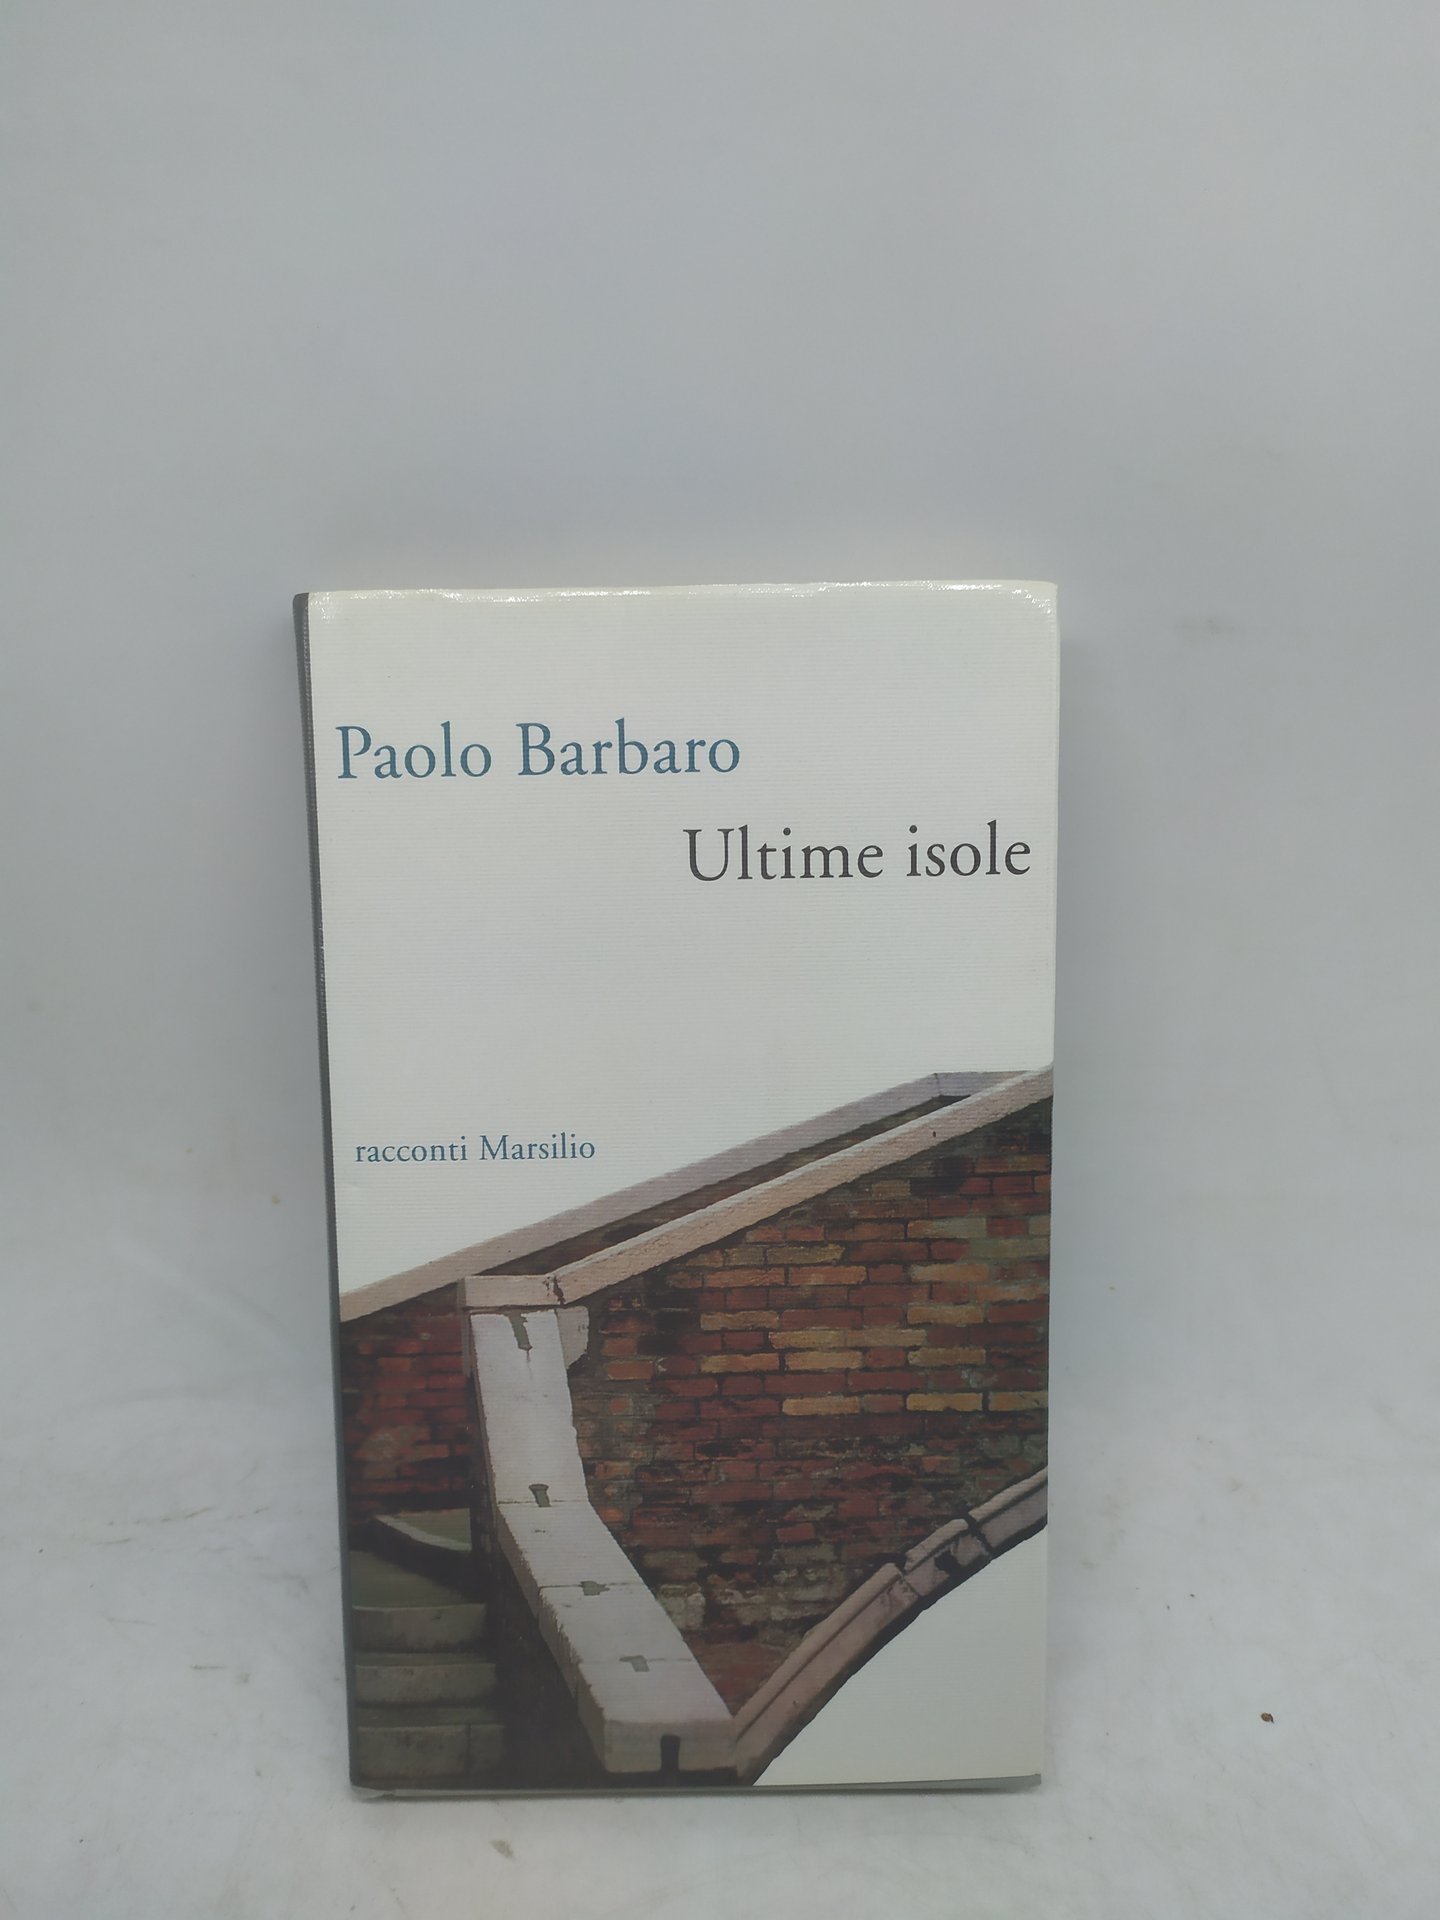 Paolo Barbaro
Ultime isole
racconti Marsilio